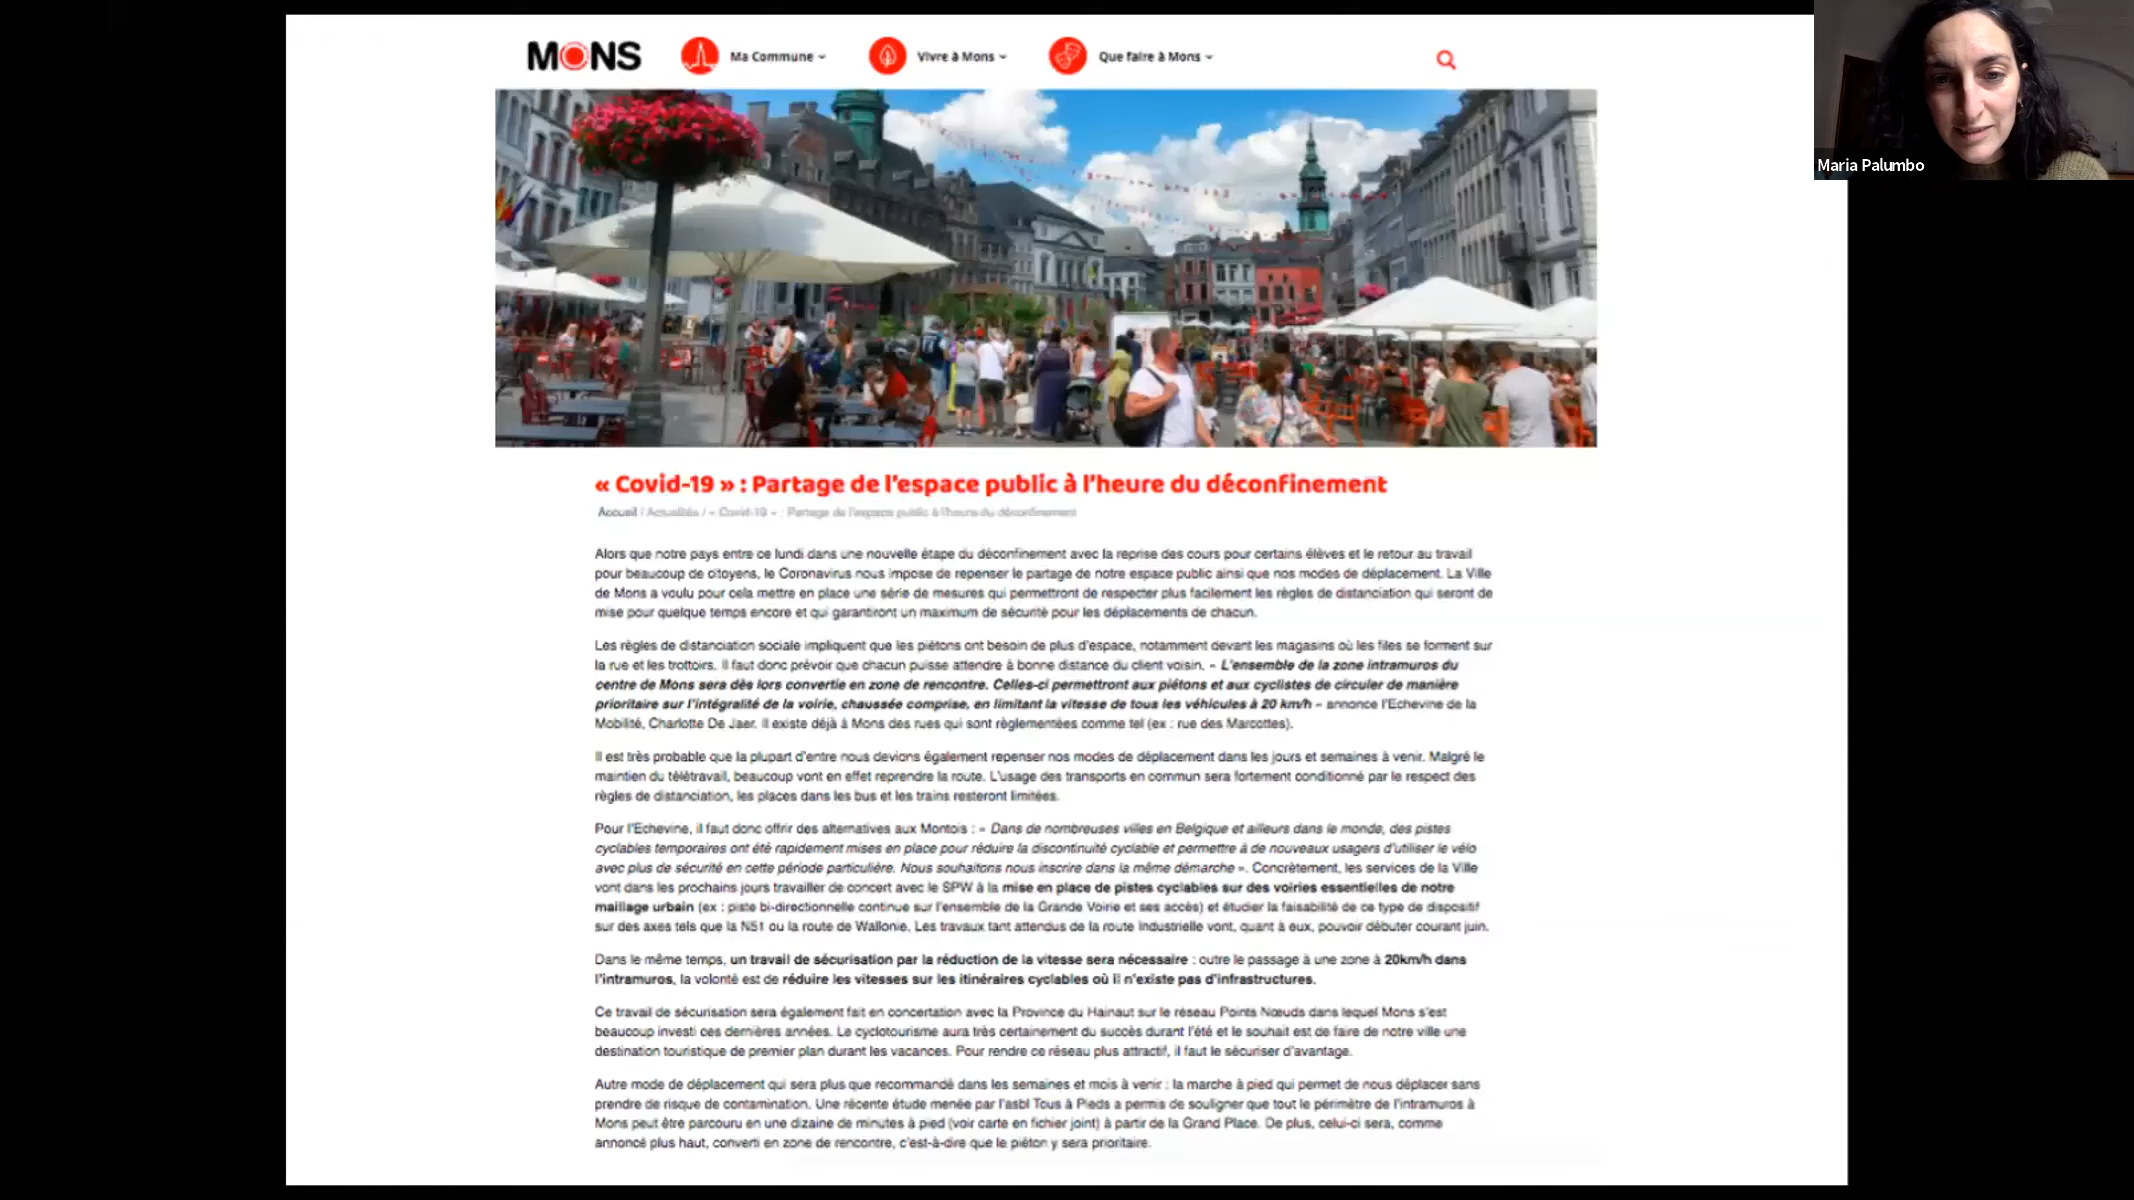 MONS
Ma Commune
Vivre à Mons
Que faire à Mons
Maria Palumbo
« Covid-19 » : Partage de l'espace public à l'heure du déconfinement
Accueil / Actualités / « Covid-19 » : Partage de l'espace public à l'heure du déconfinement
Alors que notre pays entre ce lundi dans une nouvelle étape du déconfinement avec la reprise des cours pour certains élèves et le retour au travail
pour beaucoup de citoyens, le Coronavirus nous impose de repenser le partage de notre espace public ainsi que nos modes de déplacement. La Ville
de Mons a voulu pour cela mettre en place une série de mesures qui permettront de respecter plus facilement les règles de distanciation qui seront de
mise pour quelque temps encore et qui garantiront un maximum de sécurité pour les déplacements de chacun.
Les règles de distanciation sociale impliquent que les piétons ont besoin de plus d'espace, notamment devant les magasins où les files se forment sur
la rue et les trottoirs. Il faut donc prévoir que chacun puisse attendre à bonne distance du client voisin. « L'ensemble de la zone intramuros du
centre de Mons sera dès lors convertie en zone de rencontre. Celles-ci permettront aux piétons et aux cyclistes de circuler de manière
prioritaire sur l'intégralité de la voirie, chaussée comprise, en limitant la vitesse de tous les véhicules à 20 km/h » annonce l'Echevine de la
Mobilité, Charlotte De Jaer. Il existe déjà à Mons des rues qui sont règlementées comme tel (ex : rue des Marcottes).
Il est très probable que la plupart d'entre nous devions également repenser nos modes de déplacement dans les jours et semaines à venir. Malgré le
maintien du télétravail, beaucoup vont en effet reprendre la route. L'usage des transports en commun sera fortement conditionné par le respect des
règles de distanciation, les places dans les bus et les trains resteront limitées.
Pour l'Echevine, il faut donc offrir des alternatives aux Montois : « Dans de nombreuses villes en Belgique et ailleurs dans le monde, des pistes
cyclables temporaires ont été rapidement mises en place pour réduire la discontinuité cyclable et permettre à de nouveaux usagers d'utiliser le vélo
avec plus de sécurité en cette période particulière. Nous souhaitons nous inscrire dans la même démarche ». Concrètement, les services de la Ville
vont dans les prochains jours travailler de concert avec le SPW à la mise en place de pistes cyclables sur des voiries essentielles de notre
maillage urbain (ex : piste bi-directionnelle continue sur l'ensemble de la Grande Voirie et ses accès) et étudier la faisabilité de ce type de dispositif
sur des axes tels que la N51 ou la route de Wallonie. Les travaux tant attendus de la route Industrielle vont, quant à eux, pouvoir débuter courant juin.
Dans le même temps, un travail de sécurisation par la réduction de la vitesse sera nécessaire : outre le passage à une zone à 20km/h dans
l'intramuros, la volonté est de réduire les vitesses sur les itinéraires cyclables où il n'existe pas d'infrastructures.
Ce travail de sécurisation sera également fait en concertation avec la Province du Hainaut sur le réseau Points Nœuds dans lequel Mons s'est
beaucoup investi ces dernières années. Le cyclotourisme aura très certainement du succès durant l'été et le souhait est de faire de notre ville une
destination touristique de premier plan durant les vacances. Pour rendre ce réseau plus attractif, il faut le sécuriser d'avantage.
Autre mode de déplacement qui sera plus que recommandé dans les semaines et mois à venir : la marche à pied qui permet de nous déplacer sans
prendre de risque de contamination. Une récente étude menée par l'asbl Tous à Pieds a permis de souligner que tout le périmètre de l'intramuros à
Mons peut être parcouru en une dizaine de minutes à pied (voir carte en fichier joint) à partir de la Grand Place. De plus, celui-ci sera, comme
annoncé plus haut, converti en zone de rencontre, c'est-à-dire que le piéton y sera prioritaire.